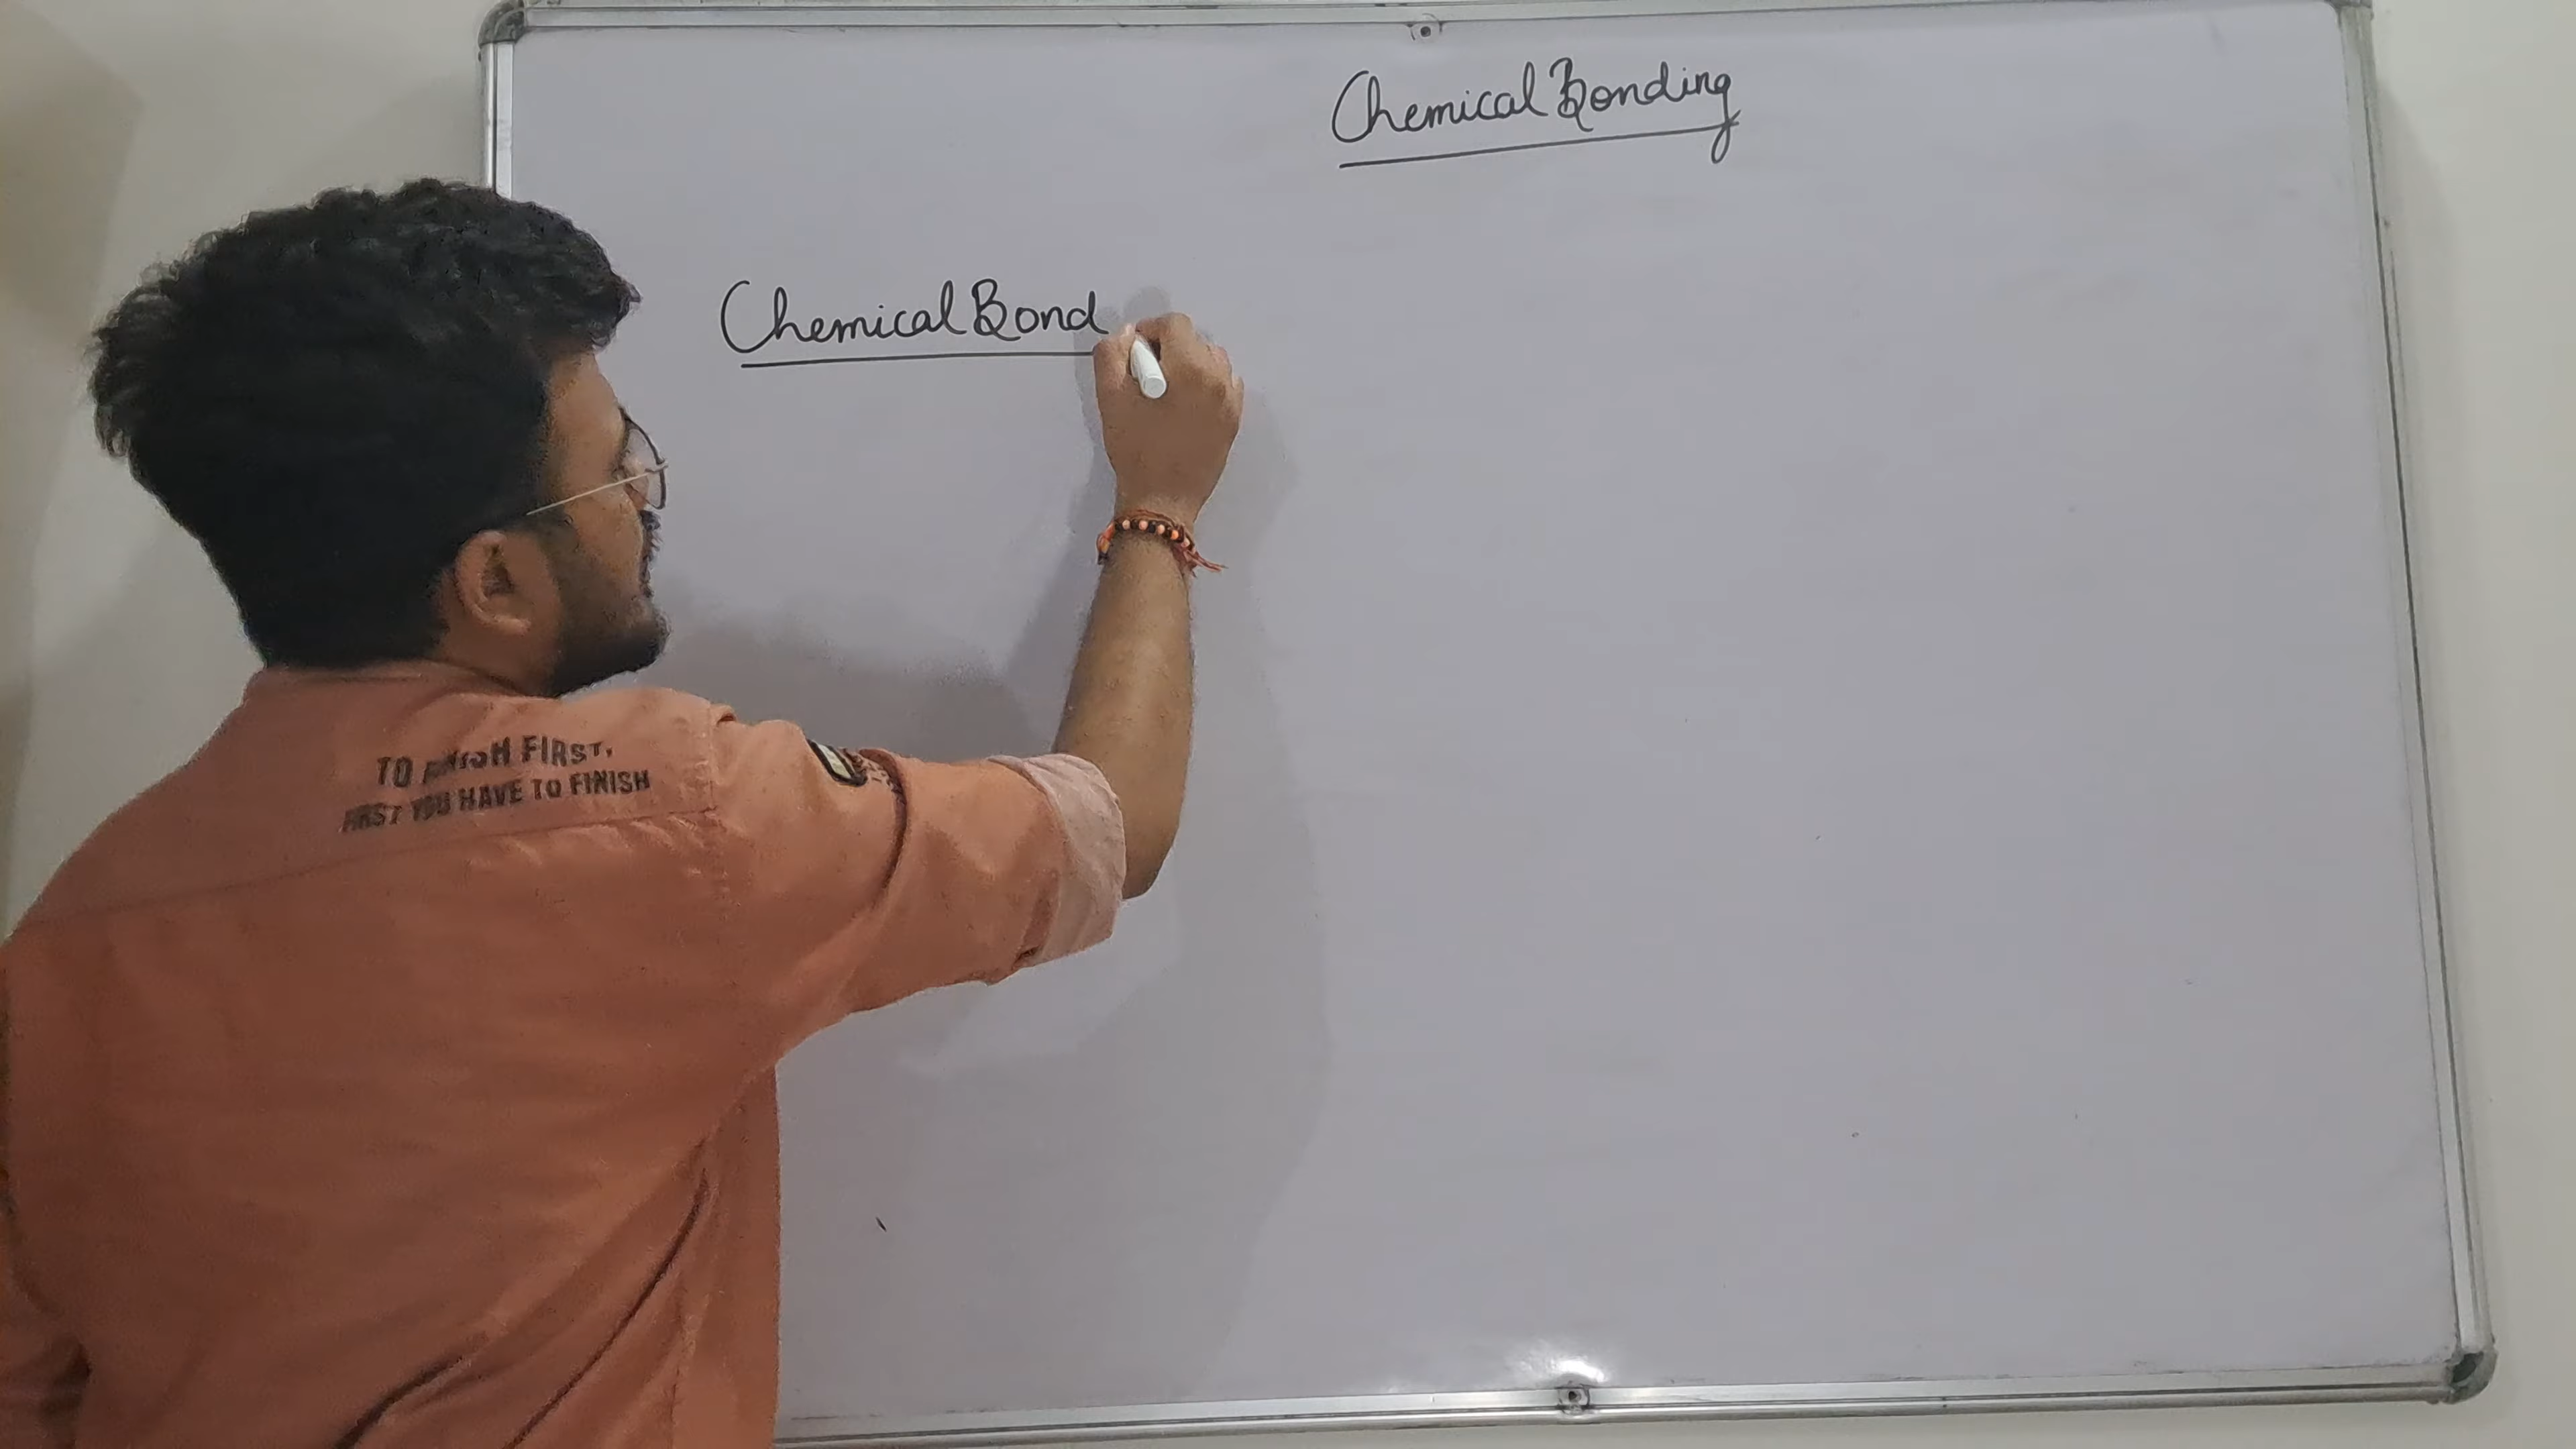 Chemical Bonding
Chemical Bond
TO FINISH FIRST,
FIRST YOU HAVE TO FINISH